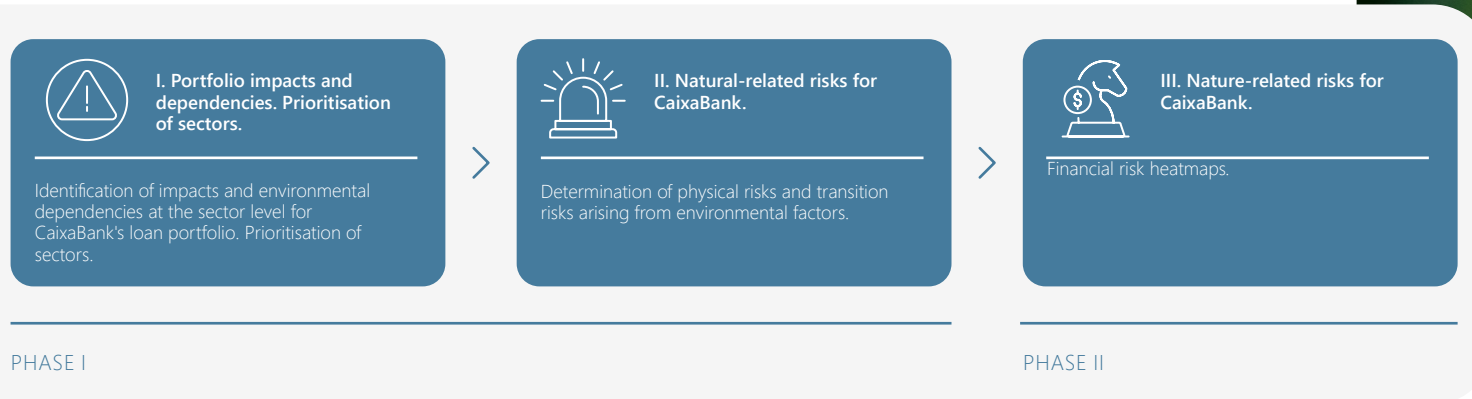 I. Portfolio impacts and
dependencies. Prioritisation
of sectors.
Identification of impacts and environmental
dependencies at the sector level for
CaixaBank's loan portfolio. Prioritisation of
sectors.
II. Natural-related risks for
CaixaBank.
Determination of physical risks and transition
risks arising from environmental factors.
$
III. Nature-related risks for
CaixaBank.
Financial risk heatmaps.
PHASE I
PHASE II